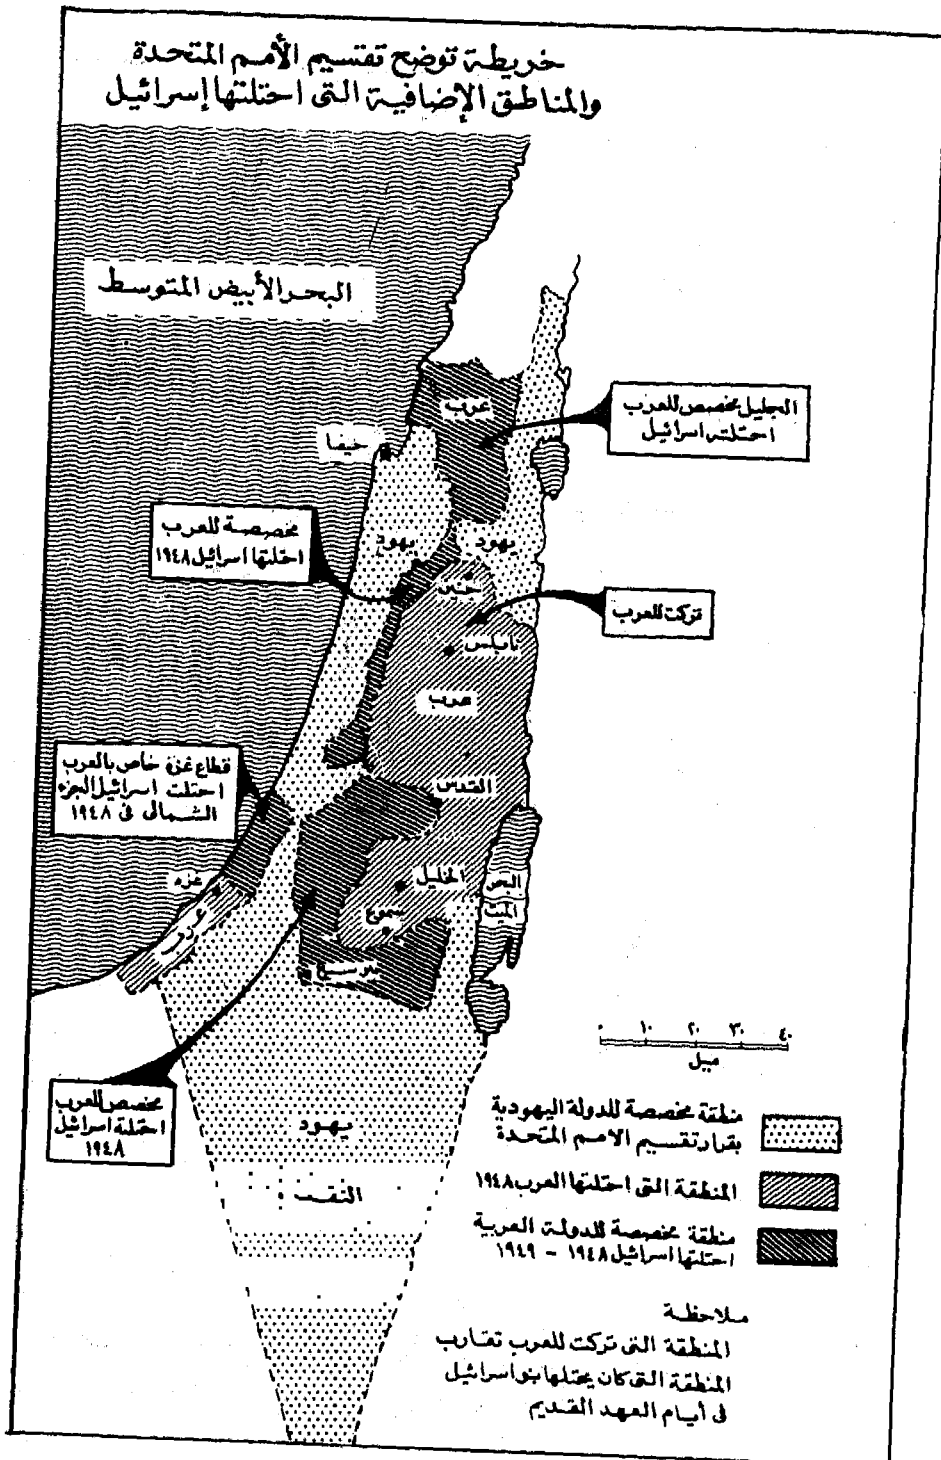 خريطة توضح تقسيم الأمم المتحدة
والمناطق الإضافية التى احتلتها إسرائيل
البحر الأبيض المتوسط
عرب
الجليل مخصص للعرب
احتلته اسرائيل
حيفا
مخصصة للعرب
احتلتها اسرائيل ١٩٤٨
يهود
يهود
تركت للعرب
نابلس
عرب
قطاع غزة خاص بالعرب
احتلت اسرائيل الجزء
الشمالى فى ١٩٤٨
القدس
غزه
الخليل
البحر
الميت
سموع
عرب
بير سبع
٠ ١٠ ٢٠ ٣٠ ٤٠
ميل
مخصص للعرب
احتلته اسرائيل
١٩٤٨
يهود
النقب
منطقة مخصصة للدولة اليهودية
بقرار تقسيم الامم المتحدة
المنطقة التى احتلتها العرب ١٩٤٨
منطقة مخصصة للدولة العربية
احتلتها اسرائيل ١٩٤٨ - ١٩٤٩
ملاحظة
المنطقة التى تركت للعرب تقارب
المنطقة التى كان يحتلها بنو اسرائيل
فى أيام العهد القديم